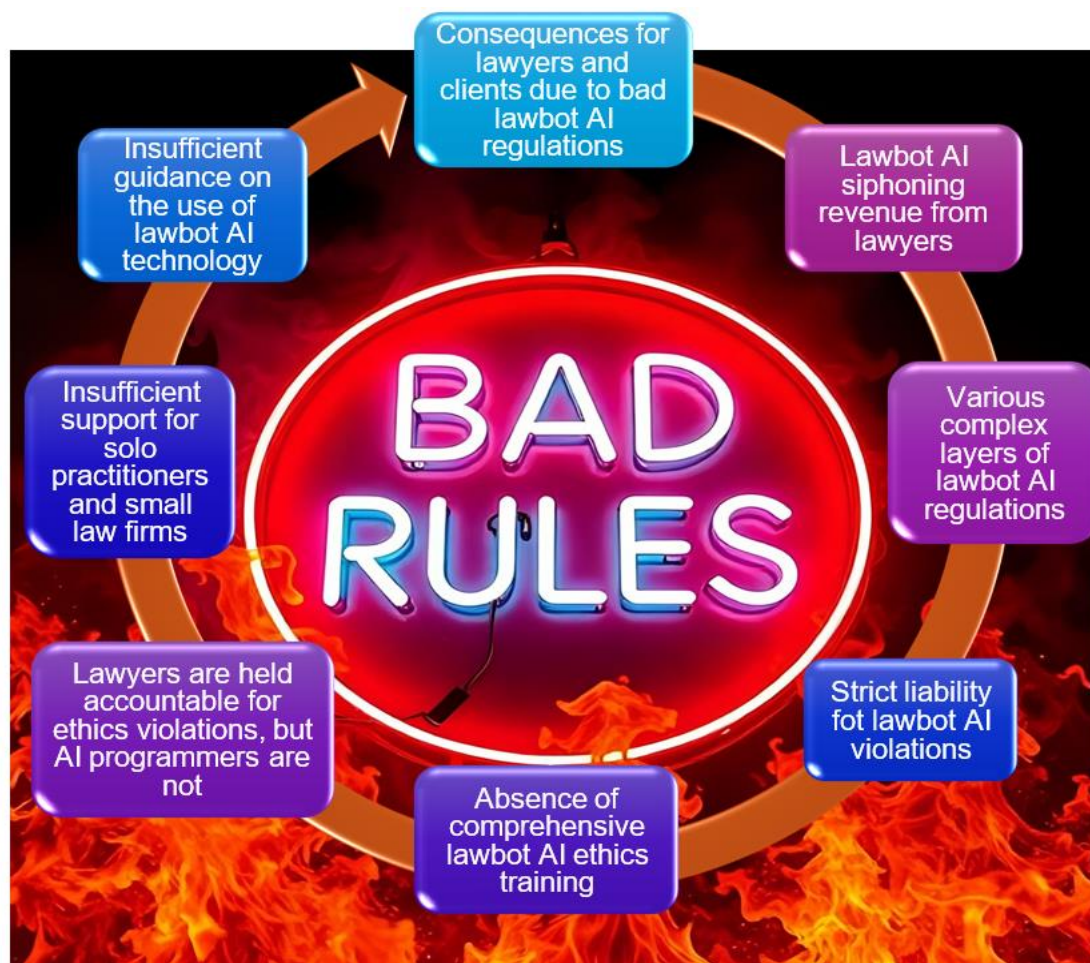 Consequences for
lawyers and
clients due to bad
lawbot AI
regulations
Lawbot AI
siphoning
revenue from
lawyers
Various
complex
layers of
lawbot AI
regulations
Strict liability
fot lawbot AI
violations
Absence of
comprehensive
lawbot AI ethics
training
Lawyers are held
accountable for
ethics violations, but
AI programmers are
not
Insufficient
support for
solo
practitioners
and small
law firms
Insufficient
guidance on
the use of
lawbot AI
technology
BAD
RULES